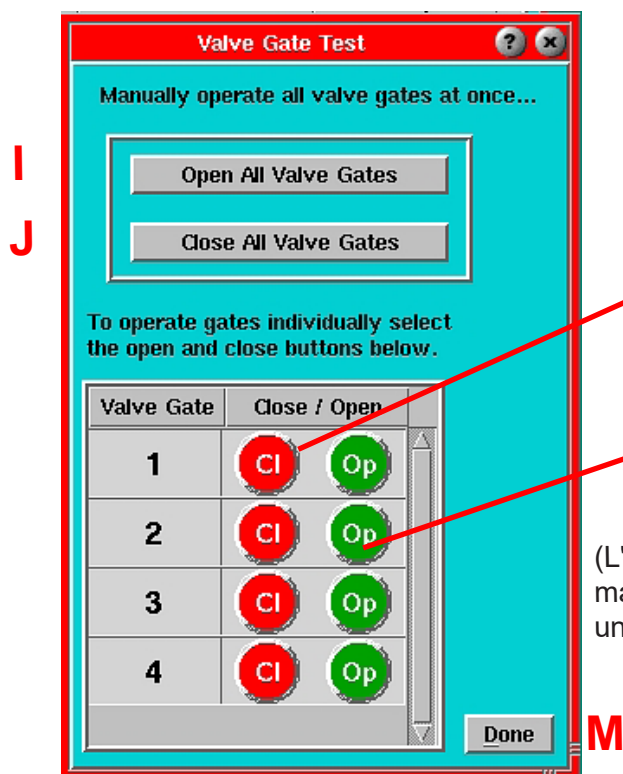 Valve Gate Test
Manually operate all valve gates at once...
I
Open All Valve Gates
J
Close All Valve Gates
To operate gates individually select
the open and close buttons below.
Valve Gate Close / Open
1 Cl Op
2 Cl Op
3 Cl Op
4 Cl Op
(L'
ma
un
Done
M